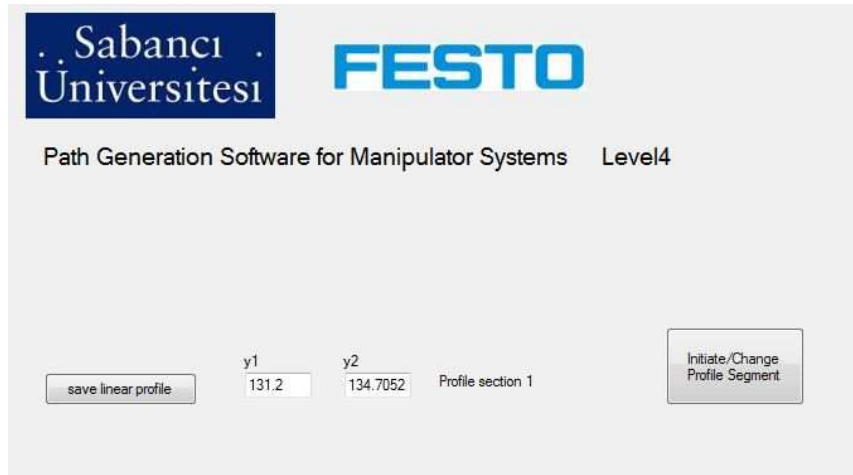 Sabancı
Üniversitesi
FESTO
Path Generation Software for Manipulator Systems Level4
y1 y2
save linear profile 131.2 134.7052 Profile section 1
Initiate/Change
Profile Segment